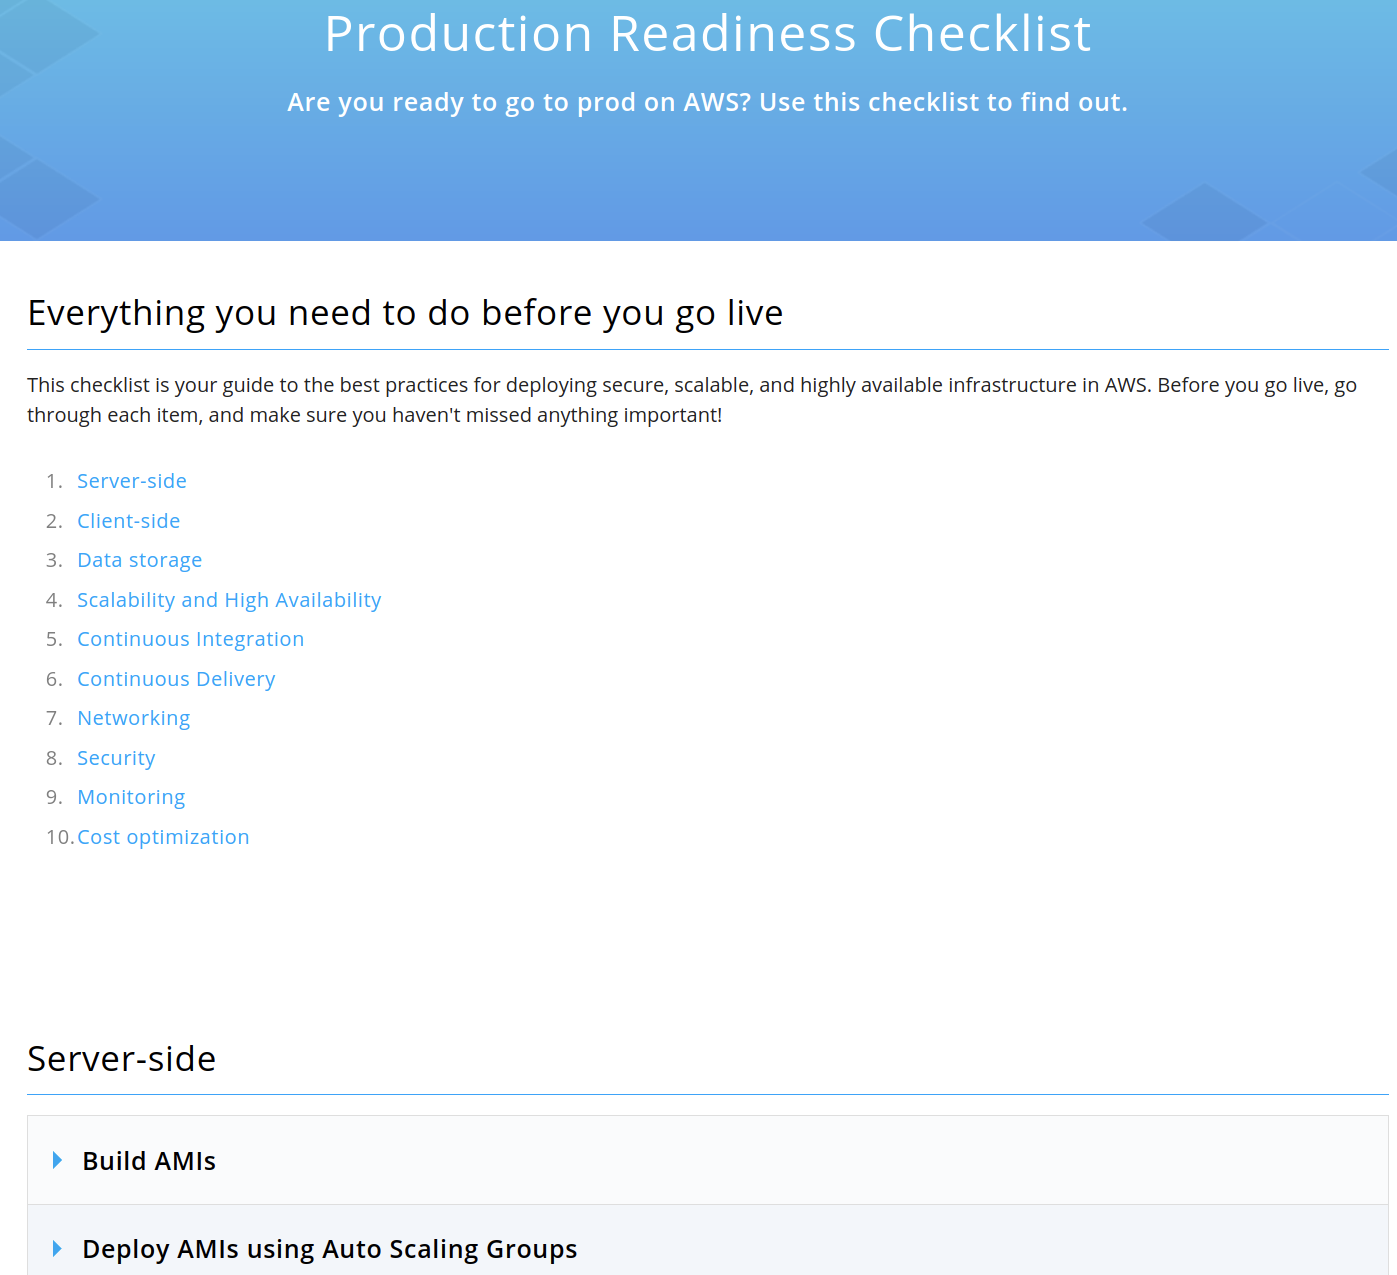 Production Readiness Checklist
Are you ready to go to prod on AWS? Use this checklist to find out.
Everything you need to do before you go live
This checklist is your guide to the best practices for deploying secure, scalable, and highly available infrastructure in AWS. Before you go live, go
through each item, and make sure you haven't missed anything important!
1. Server-side
2. Client-side
3. Data storage
4. Scalability and High Availability
5. Continuous Integration
6. Continuous Delivery
7. Networking
8. Security
9. Monitoring
10. Cost optimization
Server-side
Build AMIs
Deploy AMIs using Auto Scaling Groups